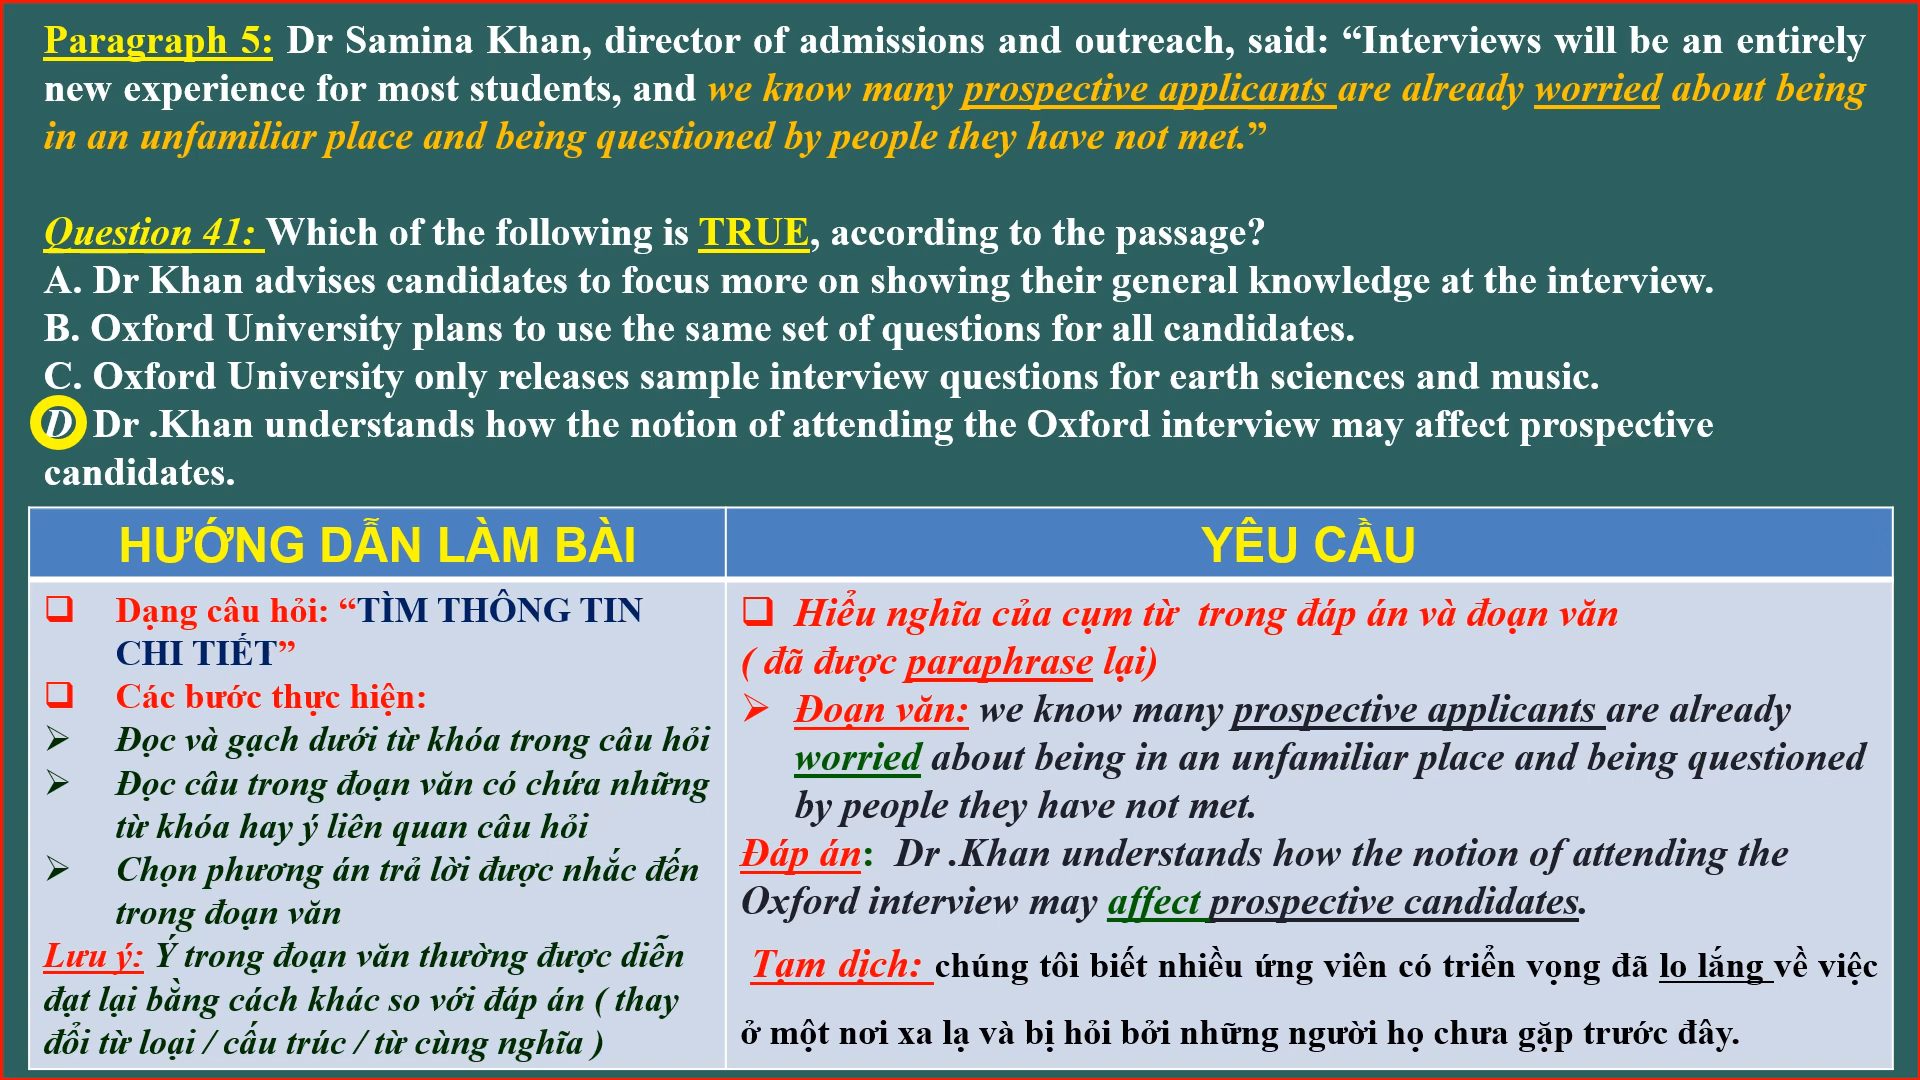 Paragraph 5: Dr Samina Khan, director of admissions and outreach, said: “Interviews will be an entirely
new experience for most students, and we know many prospective applicants are already worried about being
in an unfamiliar place and being questioned by people they have not met.”
Question 41: Which of the following is TRUE, according to the passage?
A. Dr Khan advises candidates to focus more on showing their general knowledge at the interview.
B. Oxford University plans to use the same set of questions for all candidates.
C. Oxford University only releases sample interview questions for earth sciences and music.
D Dr .Khan understands how the notion of attending the Oxford interview may affect prospective
candidates.
HƯỚNG DẪN LÀM BÀI
❑ Dạng câu hỏi: “TÌM THÔNG TIN
CHI TIẾT”
❑ Các bước thực hiện:
➢ Đọc và gạch dưới từ khóa trong câu hỏi
➢ Đọc câu trong đoạn văn có chứa những
từ khóa hay ý liên quan câu hỏi
➢ Chọn phương án trả lời được nhắc đến
trong đoạn văn
Lưu ý: Ý trong đoạn văn thường được diễn
đạt lại bằng cách khác so với đáp án ( thay
đổi từ loại / cấu trúc / từ cùng nghĩa )
YÊU CẦU
❑ Hiểu nghĩa của cụm từ trong đáp án và đoạn văn
( đã được paraphrase lại)
➢ Đoạn văn: we know many prospective applicants are already
worried about being in an unfamiliar place and being questioned
by people they have not met.
Đáp án: Dr .Khan understands how the notion of attending the
Oxford interview may affect prospective candidates.
Tạm dịch: chúng tôi biết nhiều ứng viên có triển vọng đã lo lắng về việc
ở một nơi xa lạ và bị hỏi bởi những người họ chưa gặp trước đây.